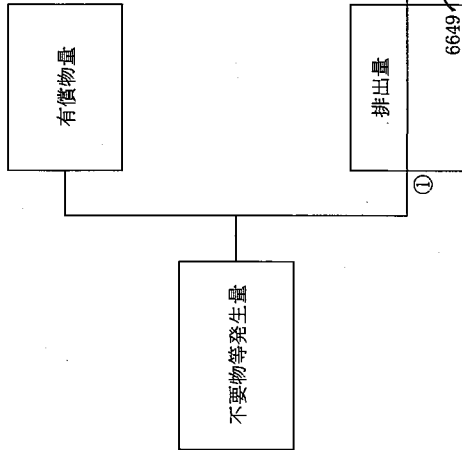 有償物量
不要物等発生量
排出量
①
6649